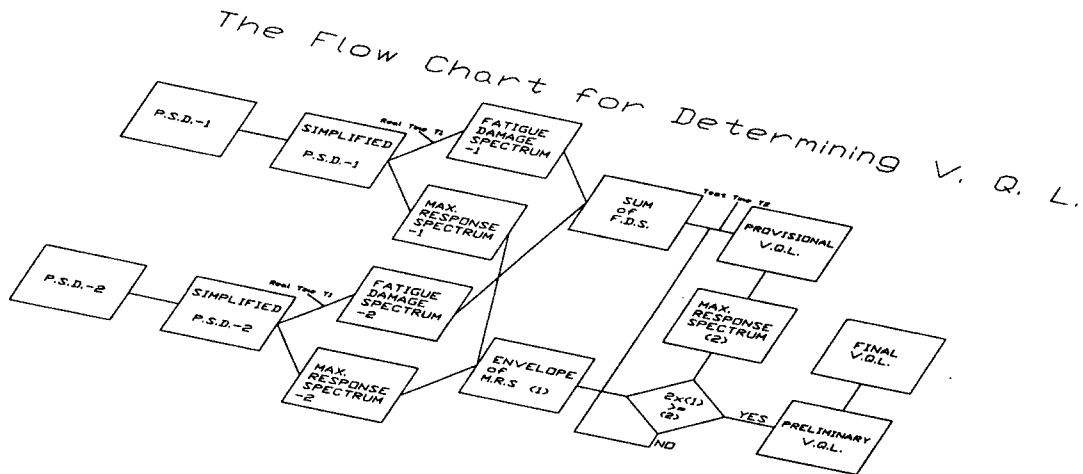 The Flow Chart for Determining V. Q. L.
P.S.D.-1
SIMPLIFIED
P.S.D.-1
Real Time T1
FATIGUE
DAMAGE
SPECTRUM
-1
MAX.
RESPONSE
SPECTRUM
-1
SUM
of
F.D.S.
Test Time T2
PROVISIONAL
V.Q.L.
P.S.D.-2
SIMPLIFIED
P.S.D.-2
Real Time T1
FATIGUE
DAMAGE
SPECTRUM
-2
MAX.
RESPONSE
SPECTRUM
-2
ENVELOPE
of
M.R.S (1)
MAX.
RESPONSE
SPECTRUM
(2)
2x(1)
>=
(2)
YES
NO
FINAL
V.Q.L.
PRELIMINARY
V.Q.L.